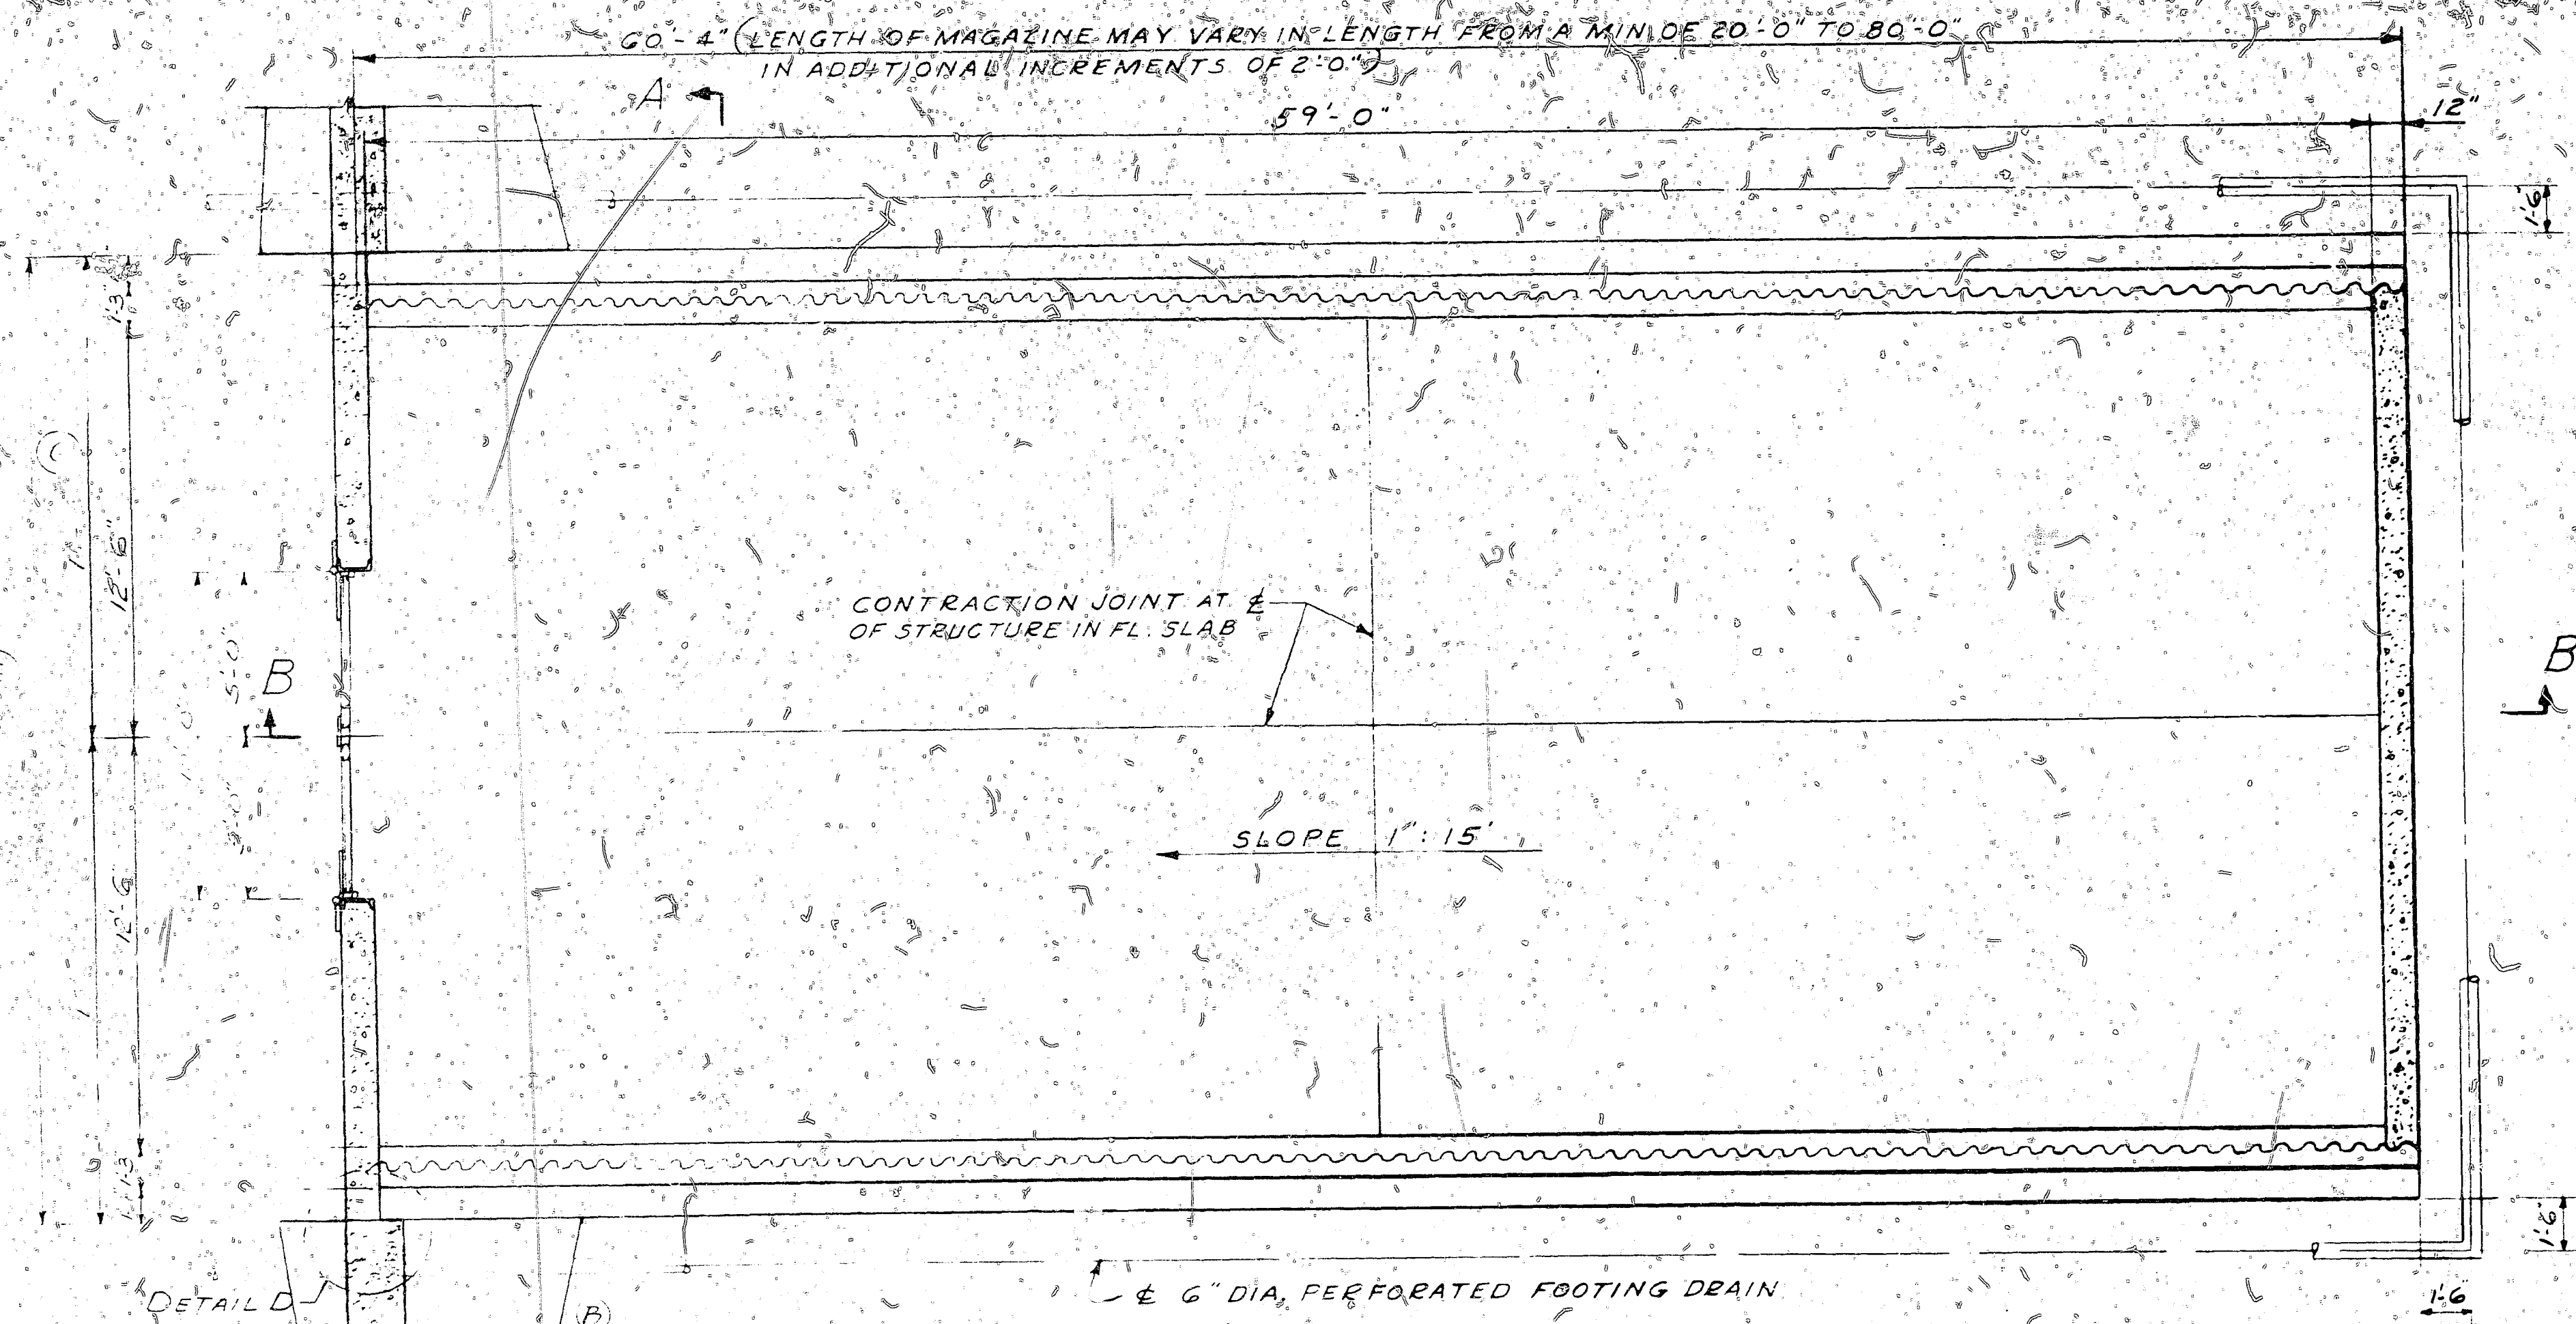 60'-4" (LENGTH OF MAGAZINE MAY VARY IN LENGTH FROM A MIN OF 20'-0" TO 80'-0"
IN ADDITIONAL INCREMENTS OF 2'-0")
A
59'-0"
12"
1'-6"
1'-3"
12'-6"
CONTRACTION JOINT AT ℄
OF STRUCTURE IN FL. SLAB
5'-0"
B
B
5'-0"
SLOPE 1" : 15'
12'-6
1'-3
1'-6"
DETAIL D
(B)
℄ 6" DIA. PERFORATED FOOTING DRAIN
1'-6